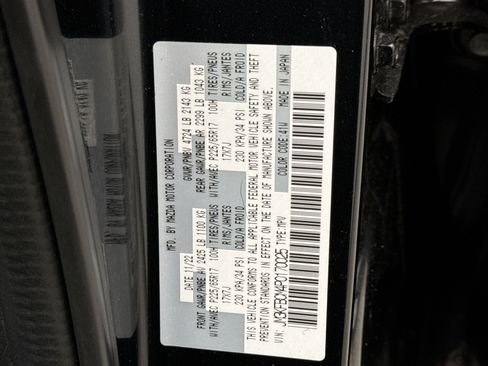 MFD. BY MAZDA MOTOR CORPORATION
DATE: 11/22 GVWR/PNBV 4724 LB 2143 KG
GAWR/PNBE A: 2425 LB 1100 KG REAR GAWR/PNBE AR 2299 LB 1043 KG
WITH/AVEC: P225/65R17 100H TIRES/PNEUS WITH/AVEC: P225/65R17 100H TIRES/PNEUS
17X7J RIMS/JANTES 17X7J RIMS/JANTES
230 KPA/34 PSI COLD/A FROID 230 KPA/34 PSI COLD/A FROID
THIS VEHICLE CONFORMS TO ALL APPLICABLE FEDERAL MOTOR VEHICLE SAFETY AND THEFT
PREVENTION STANDARDS IN EFFECT ON THE DATE OF MANUFACTURE SHOWN ABOVE.
COLOR CODE: 41W MADE IN JAPAN
VIN: TYPE: MPV